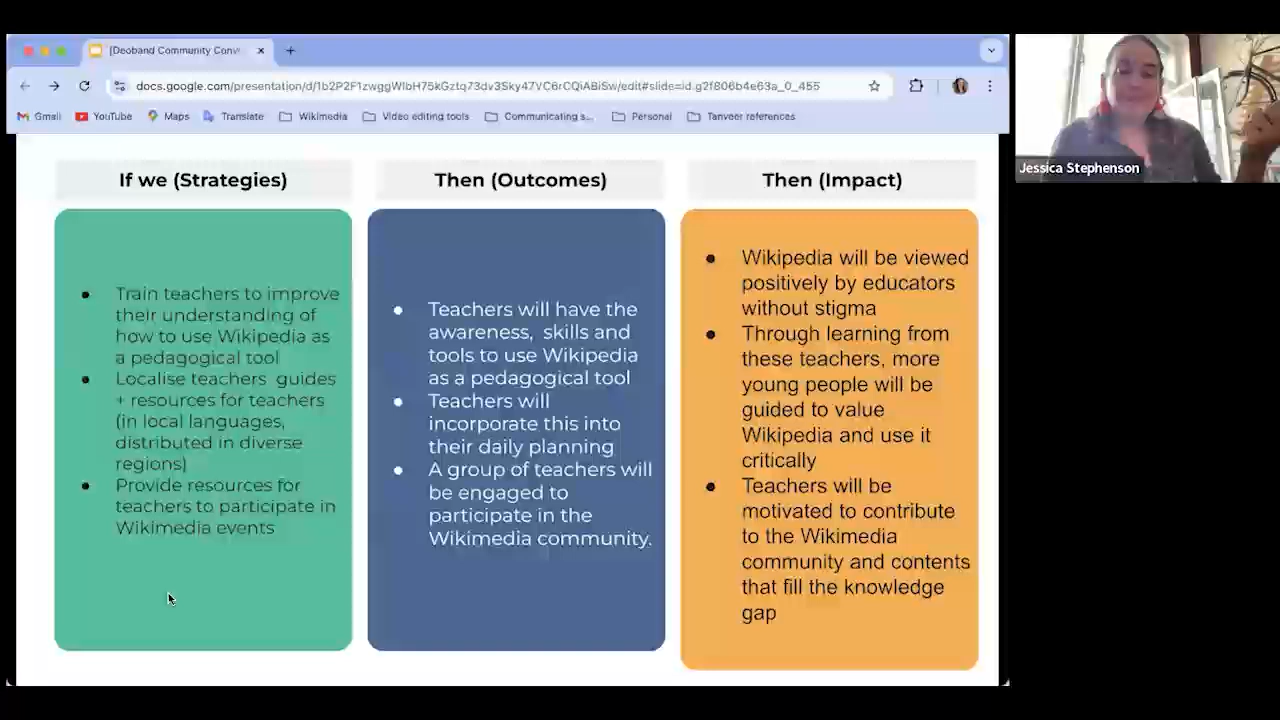 [Deoband Community Conv
docs.google.com/presentation/d/1b2P2F1zwggWlbH75kGztq73dv3Sky47VC6rCQiABiSw/edit#slide=id.g2f806b4e63a_0_455
Gmail YouTube Maps Translate Wikimedia Video editing tools Communicating s... Personal Tanveer references
Jessica Stephenson
If we (Strategies)
Train teachers to improve
their understanding of
how to use Wikipedia as
a pedagogical tool
Localise teachers guides
+ resources for teachers
(in local languages,
distributed in diverse
regions)
Provide resources for
teachers to participate in
Wikimedia events
Then (Outcomes)
Teachers will have the
awareness, skills and
tools to use Wikipedia
as a pedagogical tool
Teachers will
incorporate this into
their daily planning
A group of teachers will
be engaged to
participate in the
Wikimedia community.
Then (Impact)
Wikipedia will be viewed
positively by educators
without stigma
Through learning from
these teachers, more
young people will be
guided to value
Wikipedia and use it
critically
Teachers will be
motivated to contribute
to the Wikimedia
community and contents
that fill the knowledge
gap